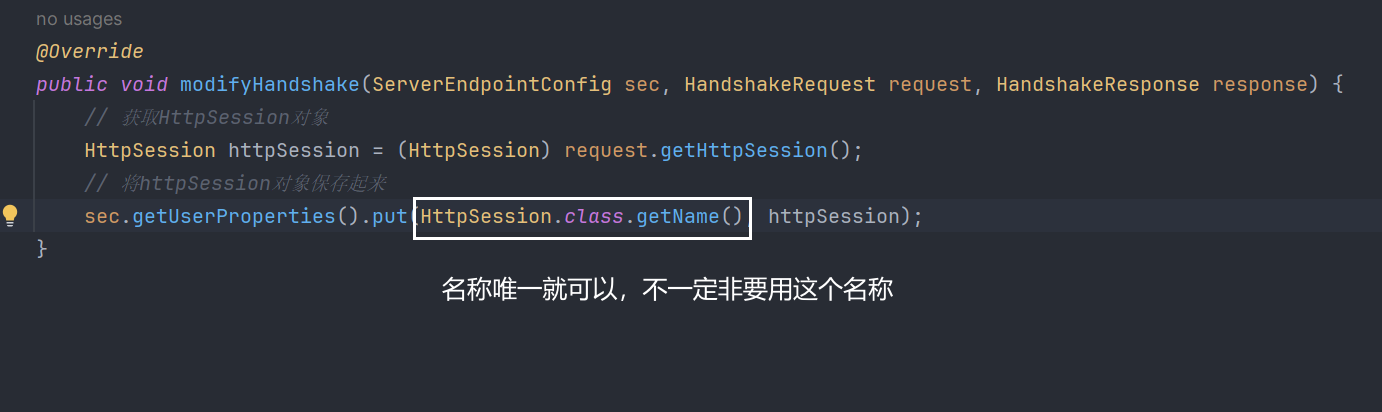 no usages
@Override
public void modifyHandshake(ServerEndpointConfig sec, HandshakeRequest request, HandshakeResponse response) {
// 获取HttpSession对象
HttpSession httpSession = (HttpSession) request.getHttpSession();
// 将httpSession对象保存起来
sec.getUserProperties().put(HttpSession.class.getName(), httpSession);
}
名称唯一就可以，不一定非要用这个名称